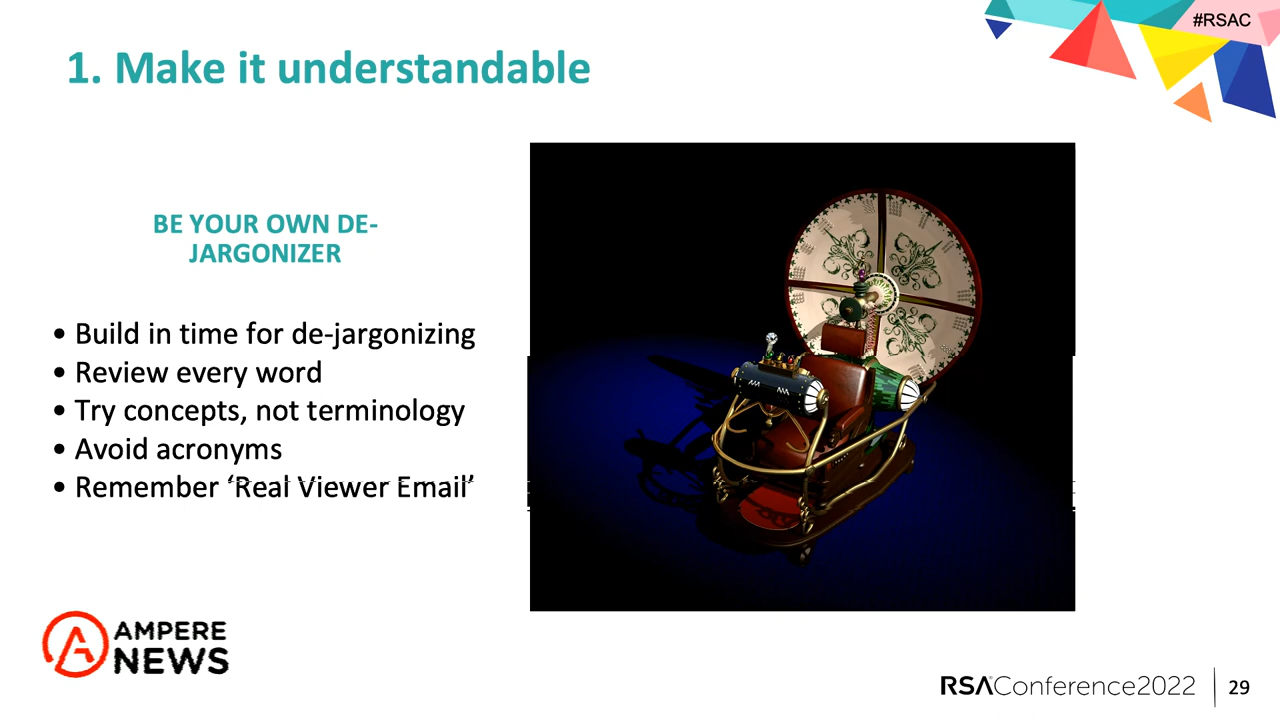 #RSAC
1. Make it understandable
BE YOUR OWN DE-
JARGONIZER
• Build in time for de-jargonizing
• Review every word
• Try concepts, not terminology
• Avoid acronyms
• Remember ‘Real Viewer Email’
AMPERE
NEWS
RSAConference2022
29